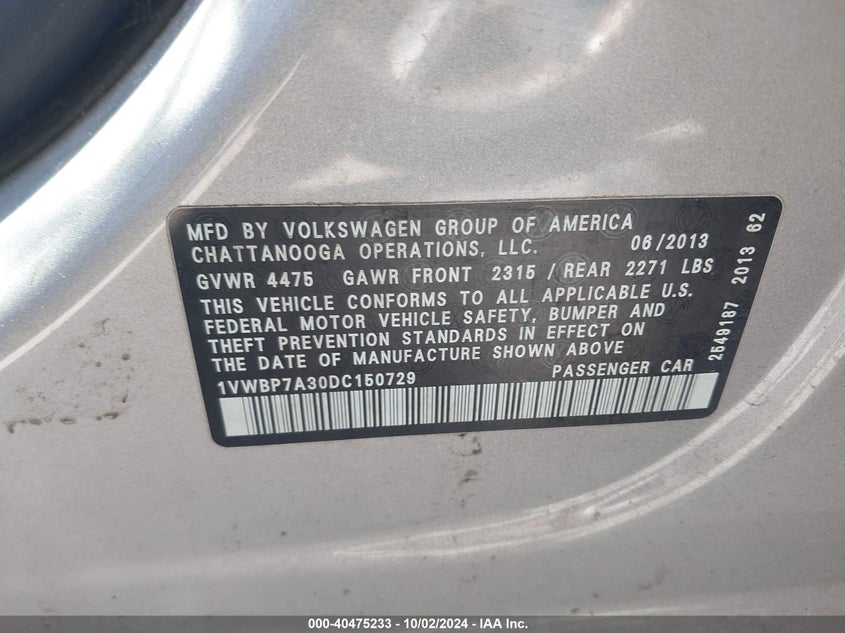 MFD BY VOLKSWAGEN GROUP OF AMERICA
CHATTANOOGA OPERATIONS, LLC. 06/2013
GVWR 4475 GAWR FRONT 2315 / REAR 2271 LBS
THIS VEHICLE CONFORMS TO ALL APPLICABLE U.S.
FEDERAL MOTOR VEHICLE SAFETY, BUMPER AND
THEFT PREVENTION STANDARDS IN EFFECT ON
THE DATE OF MANUFACTURE SHOWN ABOVE
1VWBP7A30DC150729 PASSENGER CAR
2549187 2013 62
000-40475233 - 10/02/2024 - IAA Inc.